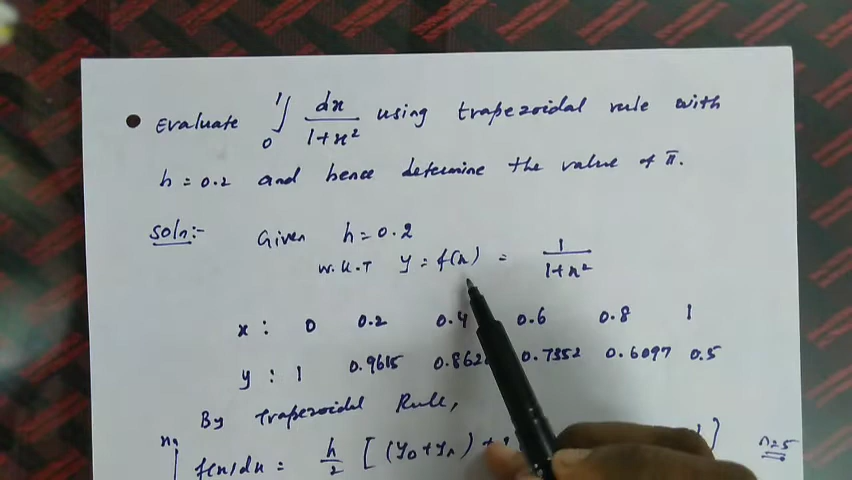 Evaluate ₀∫¹ dx/(1+x²) using trapezoidal rule with
h = 0.2 and hence determine the value of π.
Soln:- Given h = 0.2
W.K.T y = f(x) = 1/(1+x²)
x : 0 0.2 0.4 0.6 0.8 1
y : 1 0.9615 0.862 0.7352 0.6097 0.5
By Trapezoidal Rule,
∫ f(x)dx = h/2 [ (y₀+yₙ) + ] n=5